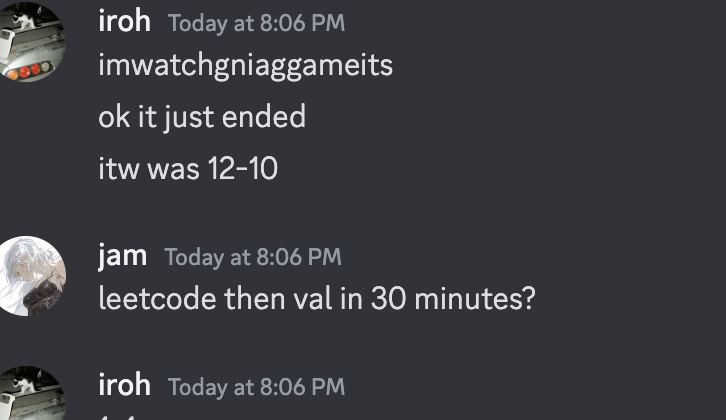 iroh Today at 8:06 PM
imwatchgniaggameits
ok it just ended
itw was 12-10
jam Today at 8:06 PM
leetcode then val in 30 minutes?
iroh Today at 8:06 PM